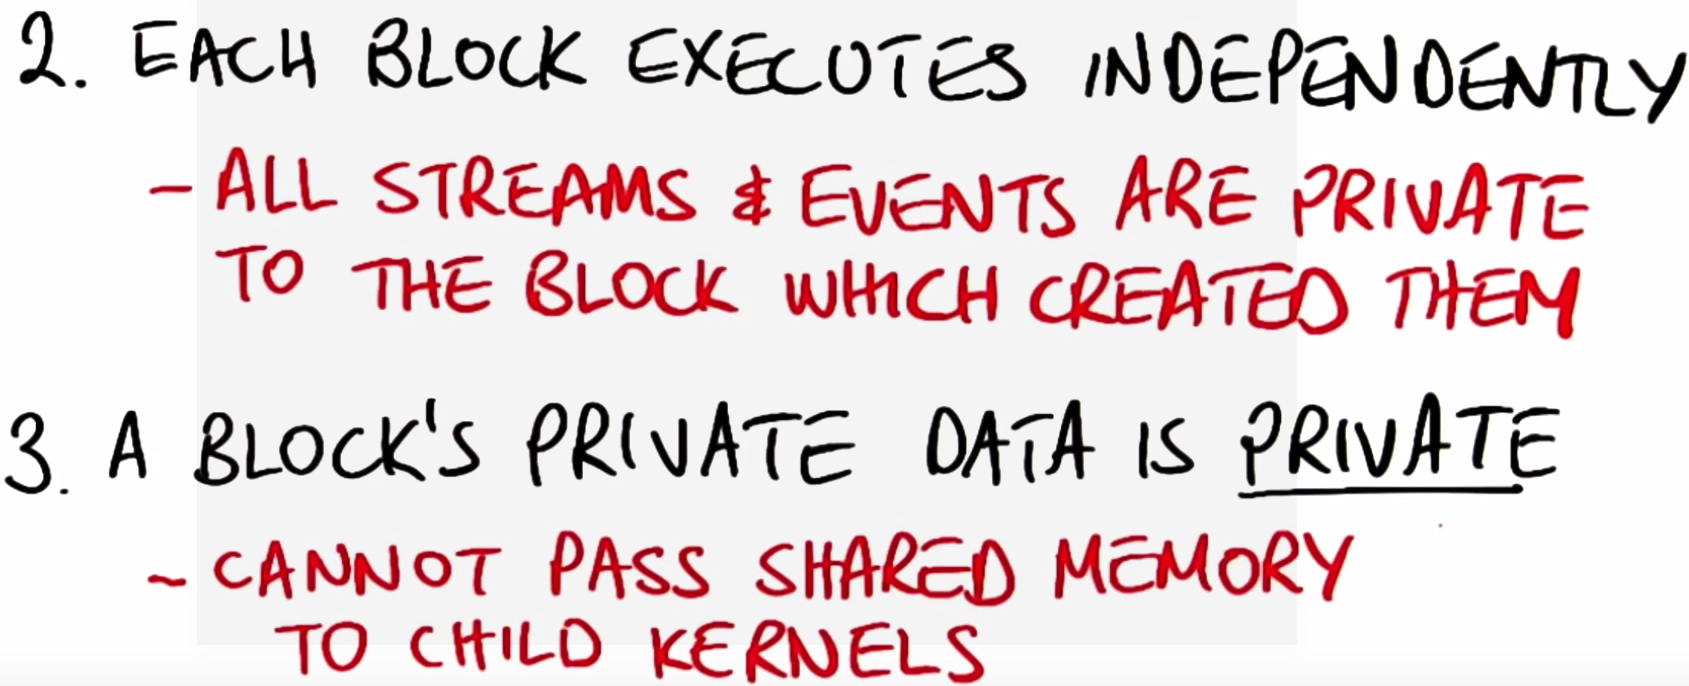 2. EACH BLOCK EXECUTES INDEPENDENTLY
- ALL STREAMS & EVENTS ARE PRIVATE
TO THE BLOCK WHICH CREATED THEM
3. A BLOCK'S PRIVATE DATA IS PRIVATE
- CANNOT PASS SHARED MEMORY
TO CHILD KERNELS